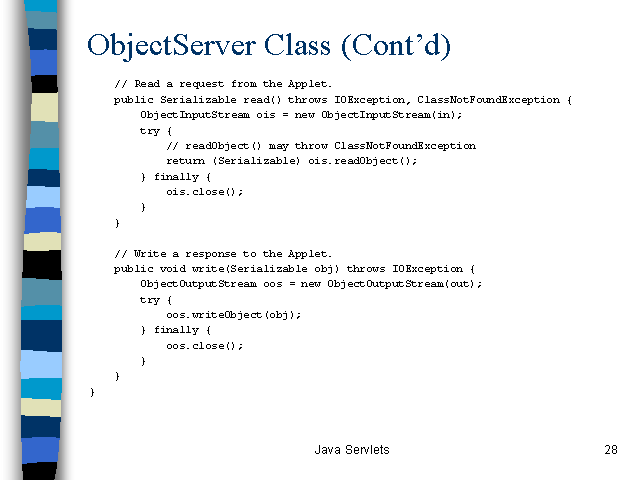 ObjectServer Class (Cont’d)
// Read a request from the Applet.
public Serializable read() throws IOException, ClassNotFoundException {
ObjectInputStream ois = new ObjectInputStream(in);
try {
// readObject() may throw ClassNotFoundException
return (Serializable) ois.readObject();
} finally {
ois.close();
}
}
// Write a response to the Applet.
public void write(Serializable obj) throws IOException {
ObjectOutputStream oos = new ObjectOutputStream(out);
try {
oos.writeObject(obj);
} finally {
oos.close();
}
}
}
Java Servlets
28